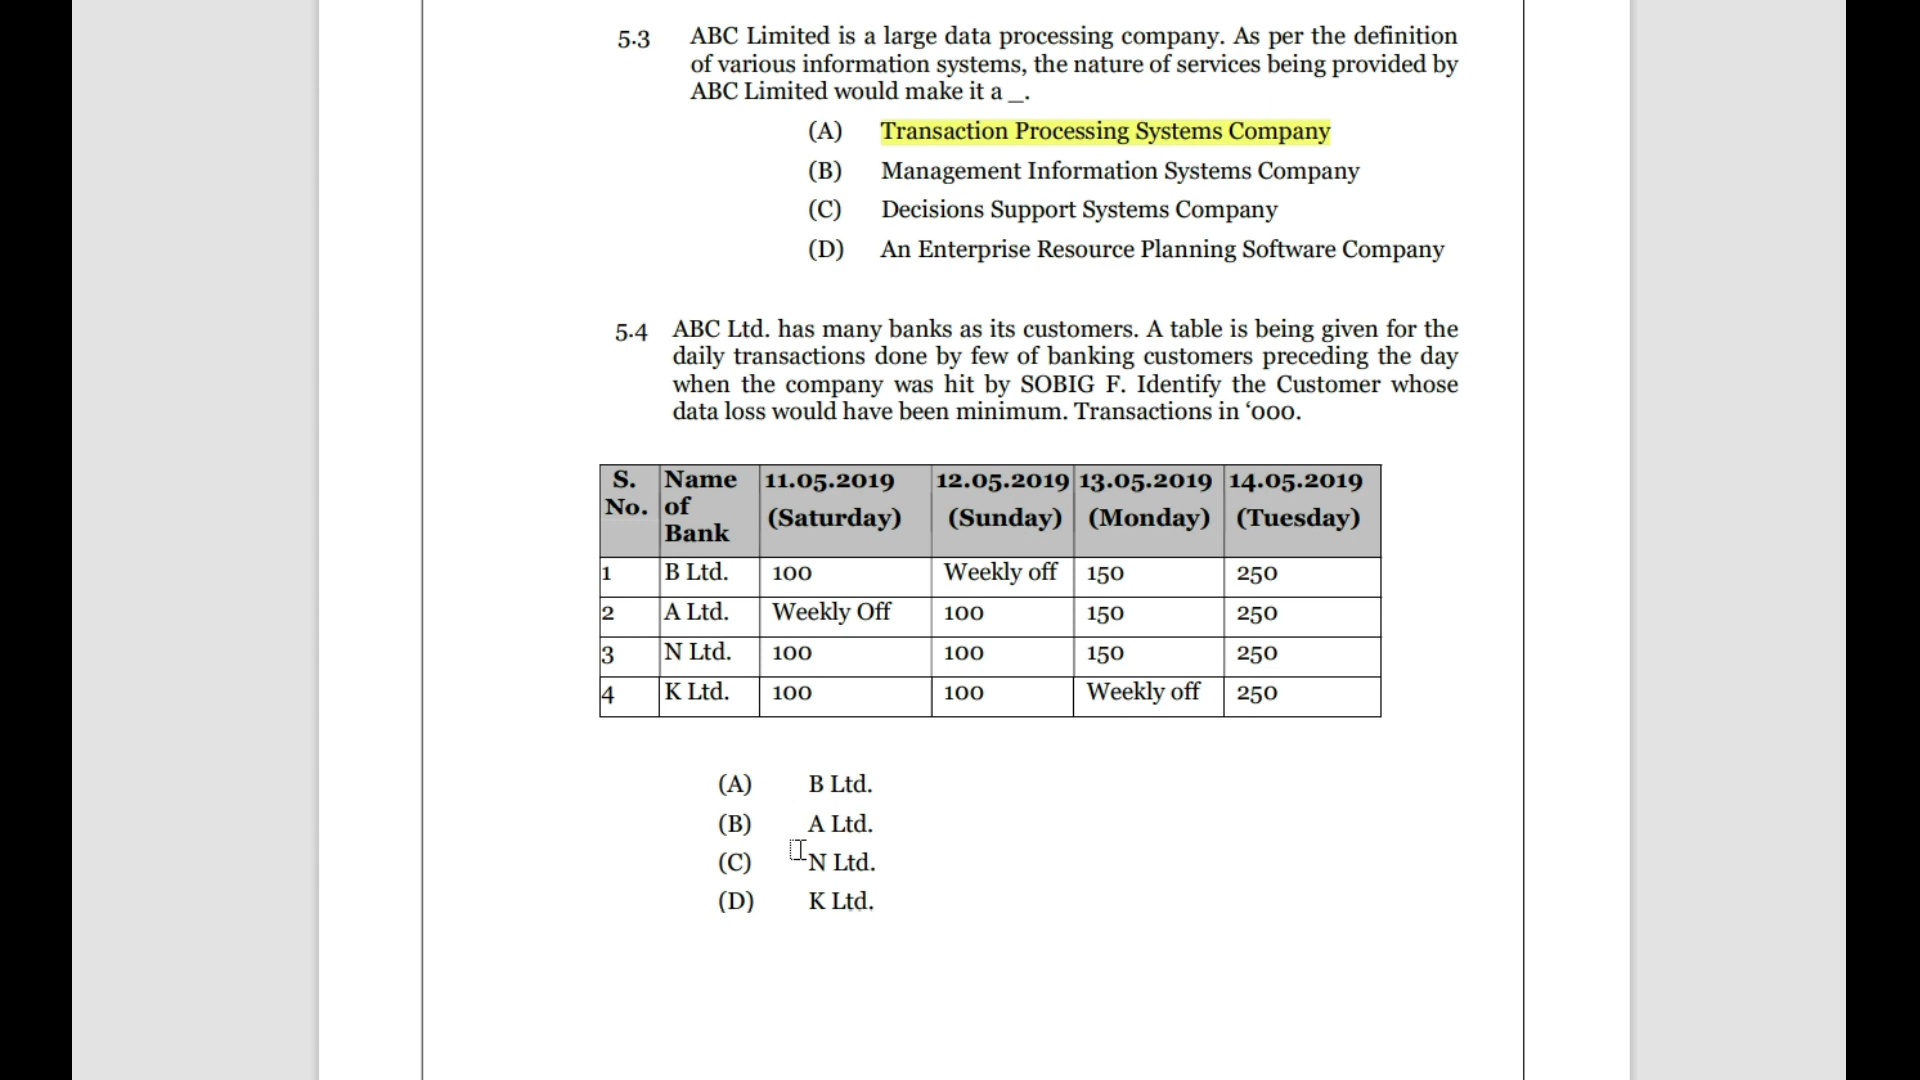 5.3 ABC Limited is a large data processing company. As per the definition
of various information systems, the nature of services being provided by
ABC Limited would make it a _.
(A) Transaction Processing Systems Company
(B) Management Information Systems Company
(C) Decisions Support Systems Company
(D) An Enterprise Resource Planning Software Company
5.4 ABC Ltd. has many banks as its customers. A table is being given for the
daily transactions done by few of banking customers preceding the day
when the company was hit by SOBIG F. Identify the Customer whose
data loss would have been minimum. Transactions in ‘000.
S. No. Name of Bank 11.05.2019 (Saturday) 12.05.2019 (Sunday) 13.05.2019 (Monday) 14.05.2019 (Tuesday)
1 B Ltd. 100 Weekly off 150 250
2 A Ltd. Weekly Off 100 150 250
3 N Ltd. 100 100 150 250
4 K Ltd. 100 100 Weekly off 250
(A) B Ltd.
(B) A Ltd.
(C) N Ltd.
(D) K Ltd.